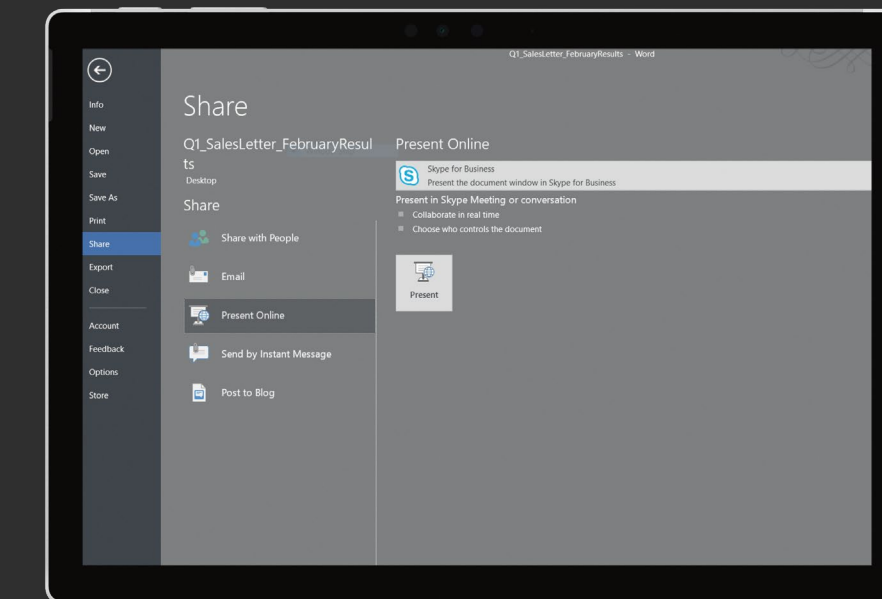 Q1_SalesLetter_FebruaryResults - Word
Info
New
Open
Save
Save As
Print
Share
Export
Close
Account
Feedback
Options
Store
Share
Q1_SalesLetter_FebruaryResul
ts
Desktop
Share
Share with People
Email
Present Online
Send by Instant Message
Post to Blog
Present Online
S
Skype for Business
Present the document window in Skype for Business
Present in Skype Meeting or conversation
Collaborate in real time
Choose who controls the document
Present